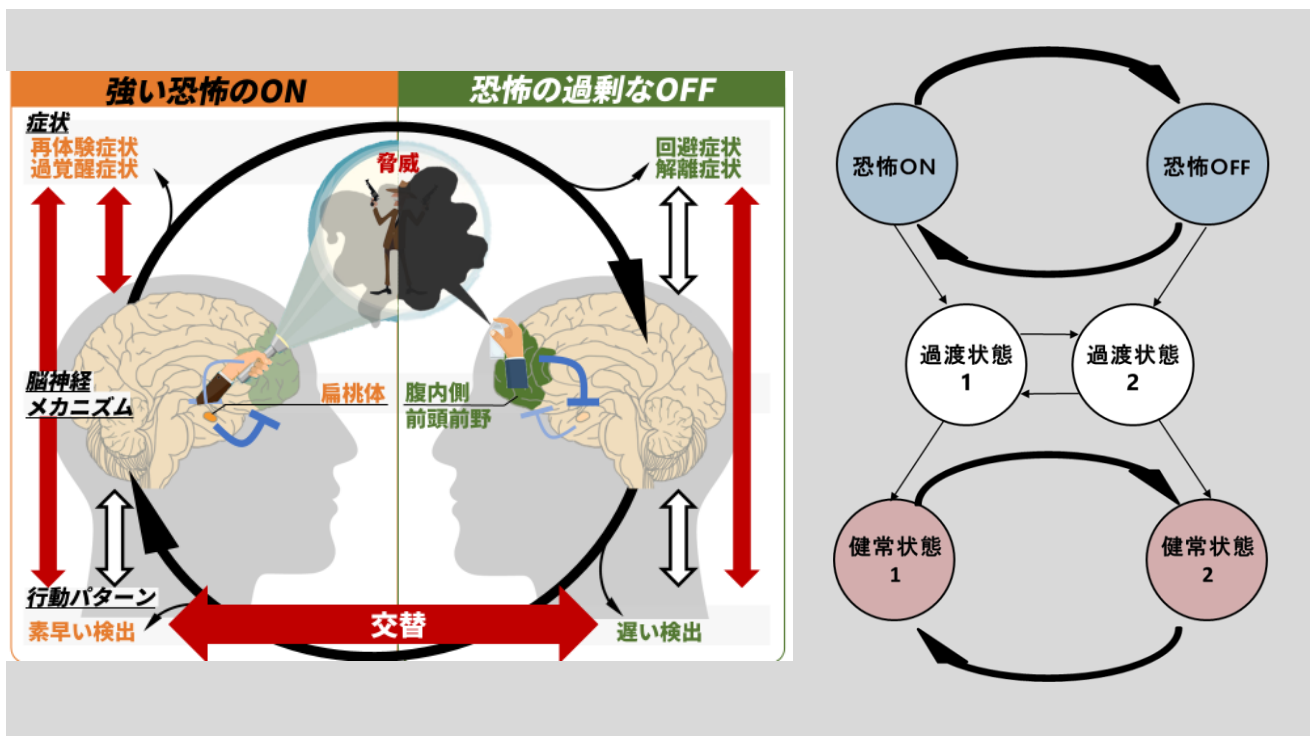 強い恐怖のON
恐怖の過剰なOFF
症状
再体験症状
過覚醒症状
脅威
回避症状
解離症状
脳神経
メカニズム
扁桃体
腹内側
前頭前野
行動パターン
素早い検出
交替
遅い検出
恐怖ON
恐怖OFF
過渡状態
1
過渡状態
2
健常状態
1
健常状態
2